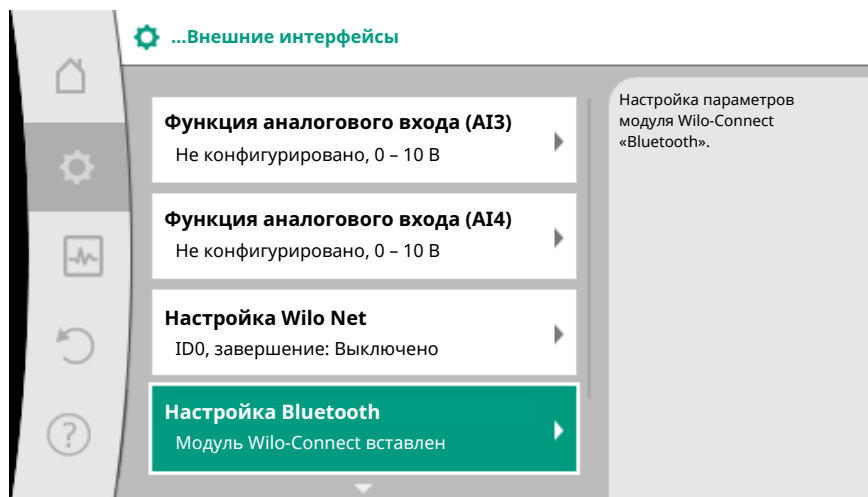 ...Внешние интерфейсы
Функция аналогового входа (AI3)
Не конфигурировано, 0 – 10 В
Функция аналогового входа (AI4)
Не конфигурировано, 0 – 10 В
Настройка Wilo Net
ID0, завершение: Выключено
Настройка Bluetooth
Модуль Wilo-Connect вставлен
Настройка параметров
модуля Wilo-Connect
«Bluetooth».
?